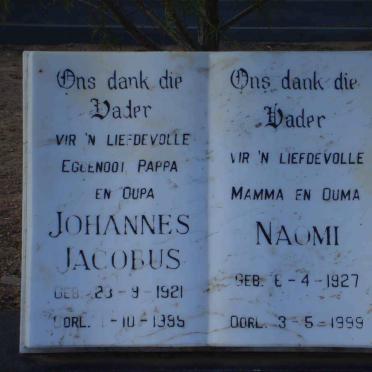 Ons dank die
Vader
VIR 'N LIEFDEVOLLE
EGGENOOT, PAPPA
EN OUPA
JOHANNES
JACOBUS
GEB. 23 - 9 - 1921
OORL. 1 - 10 - 1995
Ons dank die
Vader
VIR 'N LIEFDEVOLLE
MAMMA EN OUMA
NAOMI
GEB. 6 - 4 - 1927
OORL. 3 - 5 - 1999